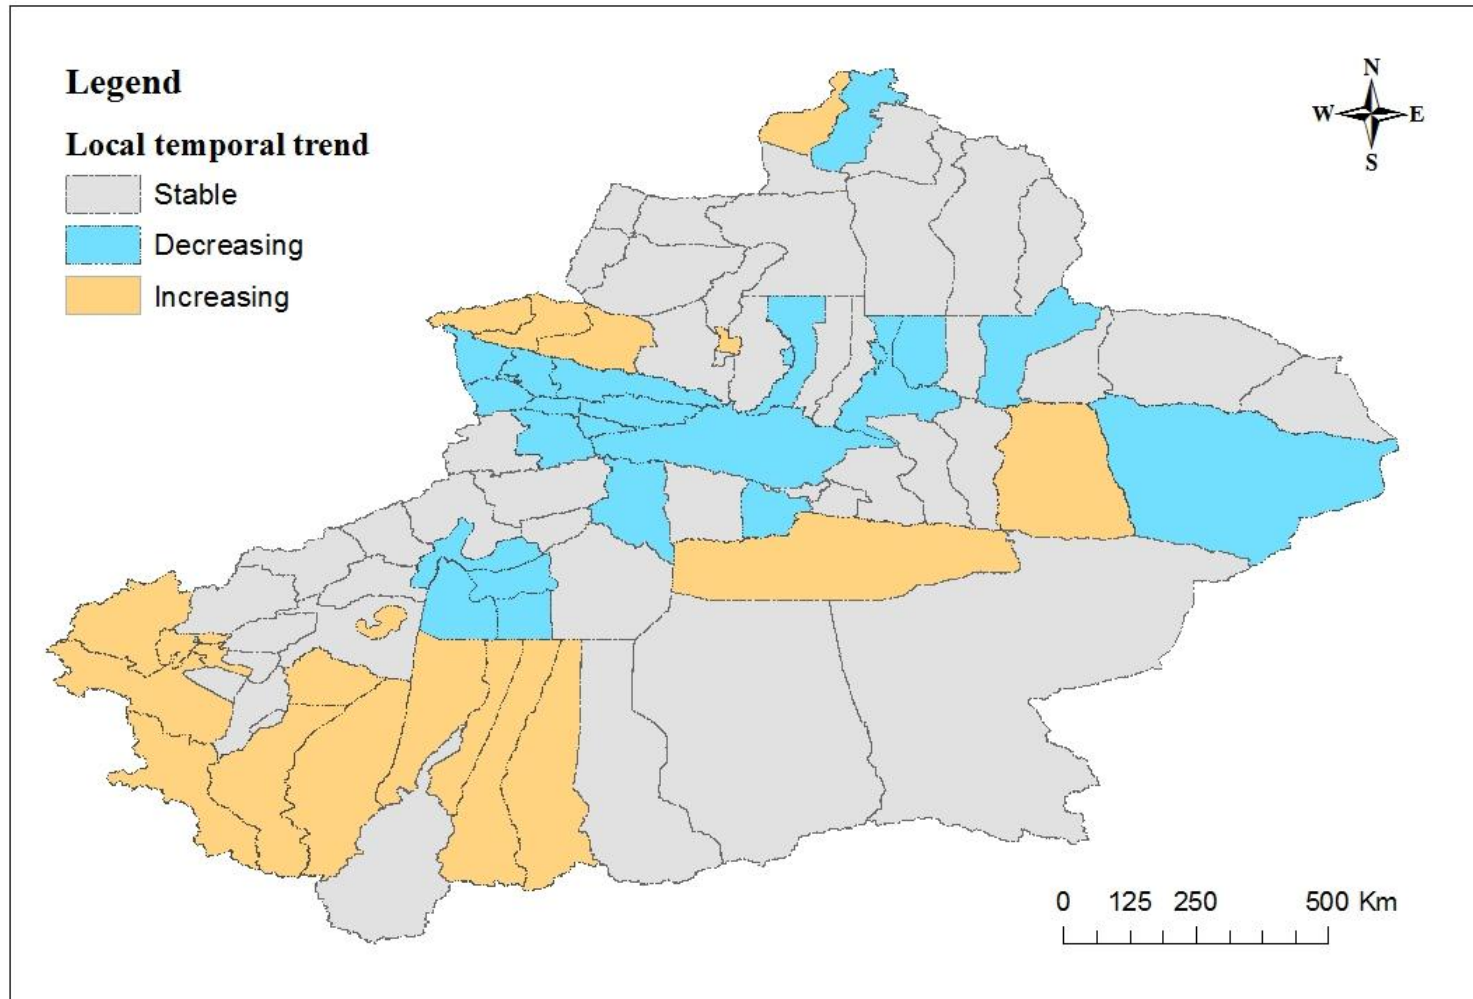 Legend
Local temporal trend
Stable
Decreasing
Increasing
N
W E
S
0 125 250 500 Km